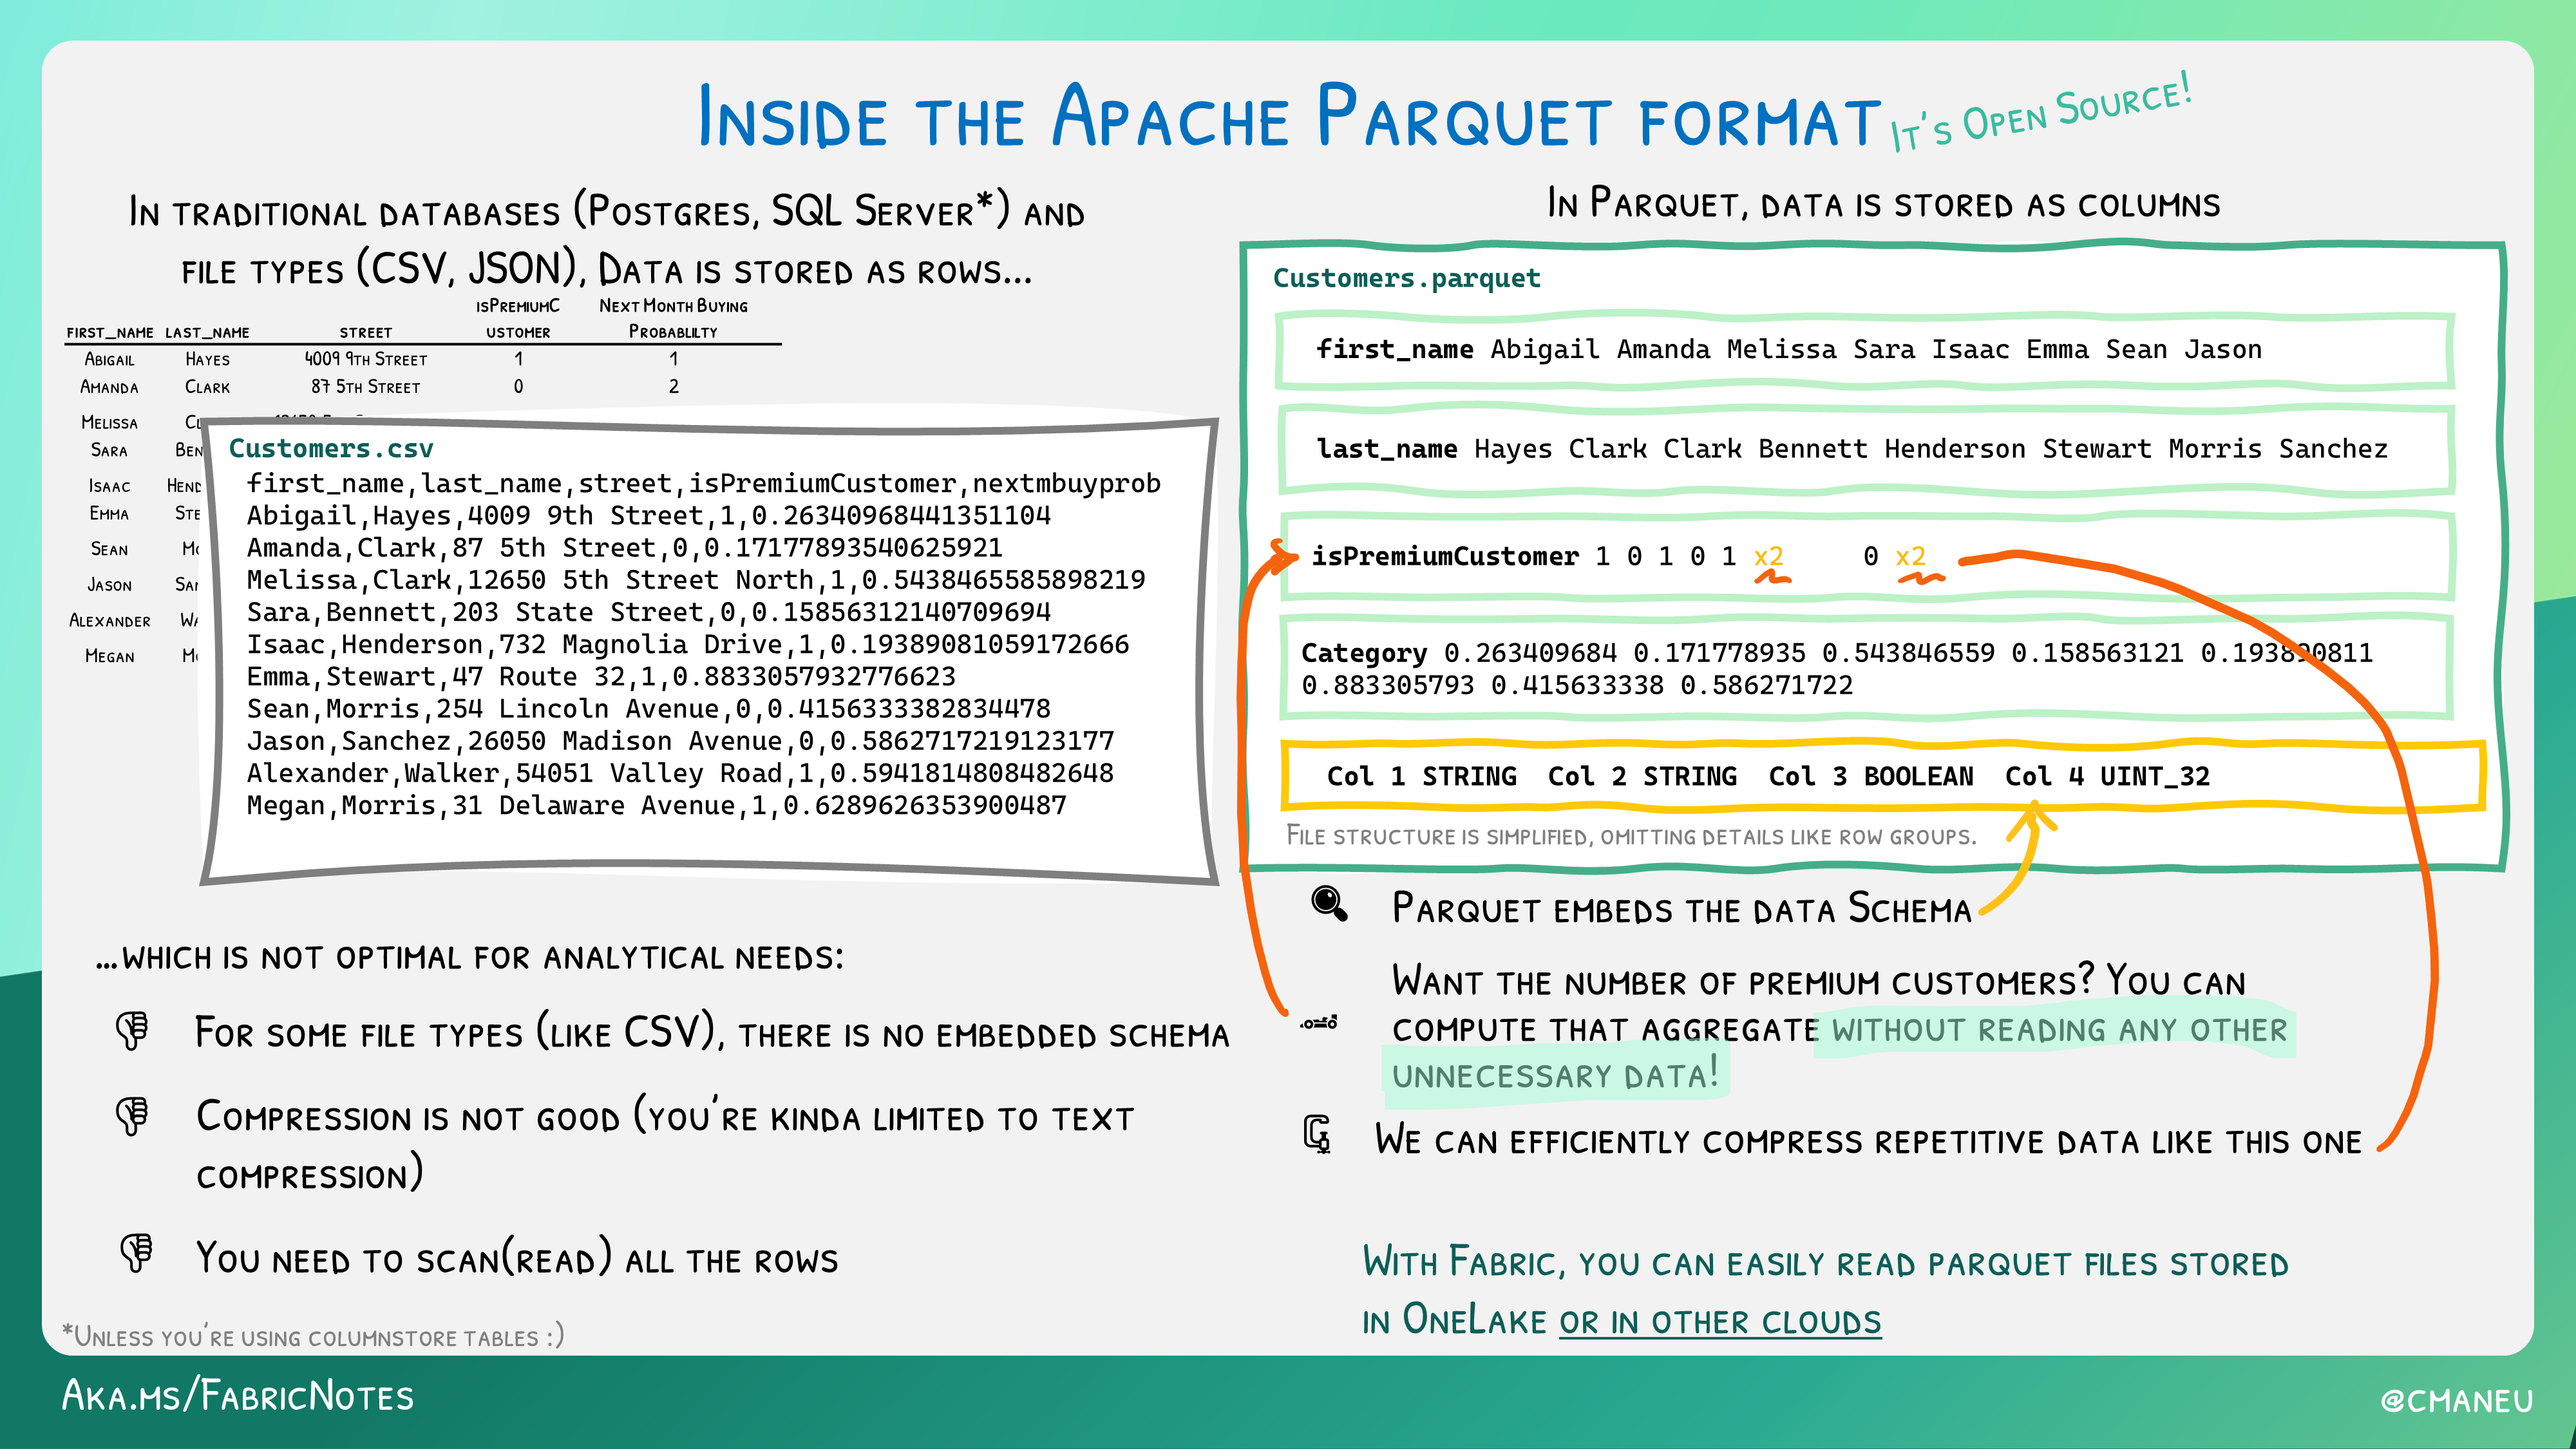 Inside the Apache Parquet format
It's Open Source!
In traditional databases (Postgres, SQL Server*) and
file types (CSV, JSON), Data is stored as rows...
first_name last_name street isPremiumC ustomer Next Month Buying Probablilty
Abigail Hayes 4009 9th Street 1 1
Amanda Clark 87 5th Street 0 2
Melissa
Sara
Isaac
Emma
Sean
Jason
Alexander
Megan
Customers.csv
first_name,last_name,street,isPremiumCustomer,nextmbuyprob
Abigail,Hayes,4009 9th Street,1,0.26340968441351104
Amanda,Clark,87 5th Street,0,0.17177893540625921
Melissa,Clark,12650 5th Street North,1,0.5438465585898219
Sara,Bennett,203 State Street,0,0.15856312140709694
Isaac,Henderson,732 Magnolia Drive,1,0.19389081059172666
Emma,Stewart,47 Route 32,1,0.8833057932776623
Sean,Morris,254 Lincoln Avenue,0,0.4156333382834478
Jason,Sanchez,26050 Madison Avenue,0,0.5862717219123177
Alexander,Walker,54051 Valley Road,1,0.5941814808482648
Megan,Morris,31 Delaware Avenue,1,0.6289626353900487
...which is not optimal for analytical needs:
For some file types (like CSV), there is no embedded schema
Compression is not good (you're kinda limited to text
compression)
You need to scan(read) all the rows
*Unless you're using columnstore tables :)
In Parquet, data is stored as columns
Customers.parquet
first_name Abigail Amanda Melissa Sara Isaac Emma Sean Jason
last_name Hayes Clark Clark Bennett Henderson Stewart Morris Sanchez
isPremiumCustomer 1 0 1 0 1 x2 0 x2
Category 0.263409684 0.171778935 0.543846559 0.158563121 0.193890811
0.883305793 0.415633338 0.586271722
Col 1 STRING Col 2 STRING Col 3 BOOLEAN Col 4 UINT_32
File structure is simplified, omitting details like row groups.
Parquet embeds the data Schema
Want the number of premium customers? You can
compute that aggregate without reading any other
unnecessary data!
We can efficiently compress repetitive data like this one
With Fabric, you can easily read parquet files stored
in OneLake or in other clouds
Aka.ms/FabricNotes
@cmaneu